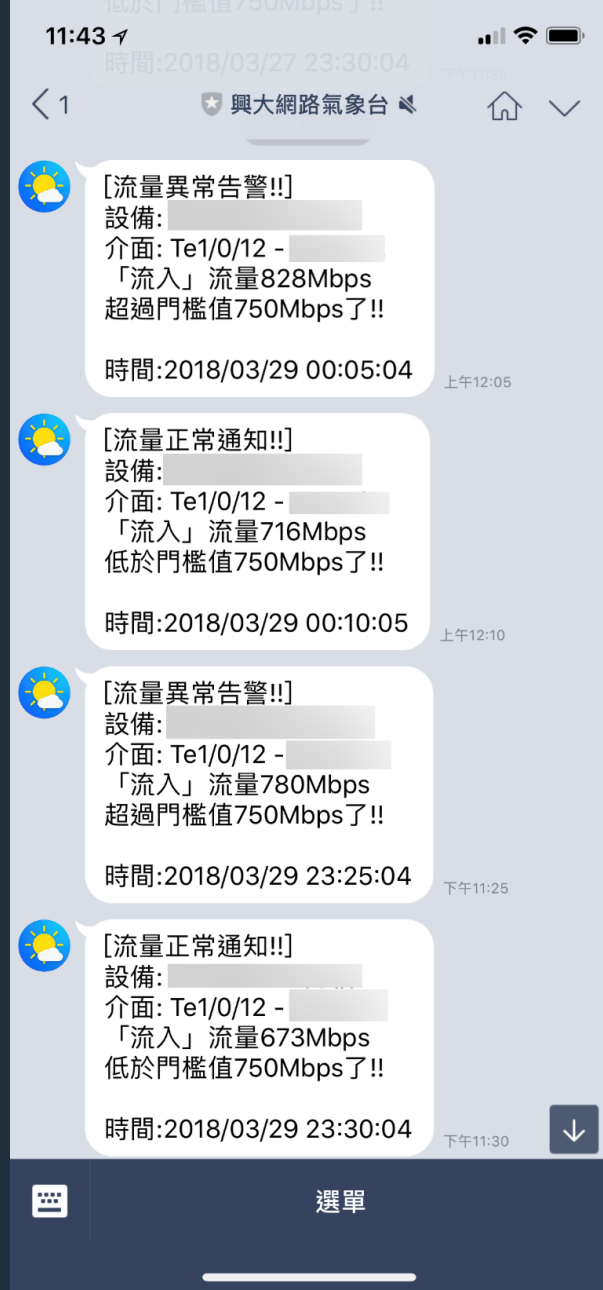 低於門檻值750Mbps了!!
11:43
時間:2018/03/27 23:30:04
下午11:30
1
興大網路氣象台
[流量異常告警!!]
設備:
介面: Te1/0/12 -
「流入」流量828Mbps
超過門檻值750Mbps了!!
時間:2018/03/29 00:05:04
上午12:05
[流量正常通知!!]
設備:
介面: Te1/0/12 -
「流入」流量716Mbps
低於門檻值750Mbps了!!
時間:2018/03/29 00:10:05
上午12:10
[流量異常告警!!]
設備:
介面: Te1/0/12 -
「流入」流量780Mbps
超過門檻值750Mbps了!!
時間:2018/03/29 23:25:04
下午11:25
[流量正常通知!!]
設備:
介面: Te1/0/12 -
「流入」流量673Mbps
低於門檻值750Mbps了!!
時間:2018/03/29 23:30:04
下午11:30
選單